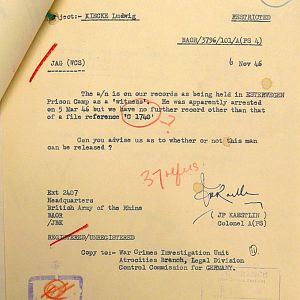 Subject:- KIECKE Ludwig
RESTRICTED
BAOR/3796/101/A(PS 4)
JAG (WCS)
6 Nov 46
The a/n is on our records as being held in ESTERWEGEN
Prison Camp as a 'witness'. He was apparently arrested
on 5 Mar 46 but we have no further record other than that
of a file reference 'C 1740'
?
Can you advise us as to whether or not this man
can be released?
Ext 2407
Headquarters
British Army of the Rhine
BAOR
/JBK
(JP KAESTLIN)
Colonel A(PS)
REGISTERED/UNREGISTERED
Copy to:- War Crimes Investigation Unit
Atrocities Branch, Legal Division
Control Commission for GERMANY.